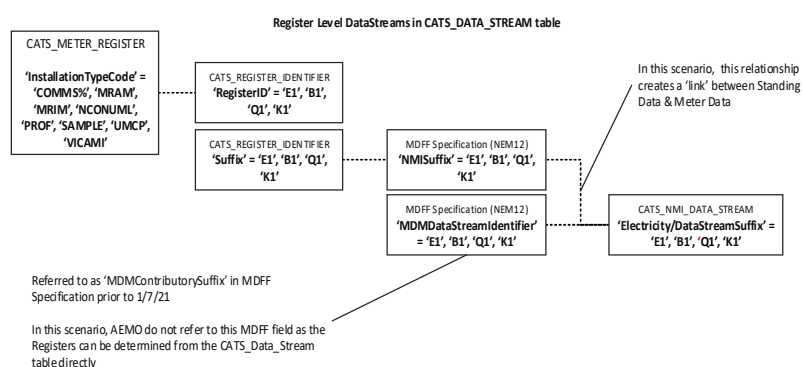 Register Level DataStreams in CATS_DATA_STREAM table
CATS_METER_REGISTER
‘InstallationTypeCode’ =
‘COMMS%’, ‘MRAM’,
‘MRIM’, ‘NCONUML’,
‘PROF’, ‘SAMPLE’, ‘UMCP’,
‘VICAMI’
CATS_REGISTER_IDENTIFIER
‘RegisterID’ = ‘E1’, ‘B1’,
‘Q1’, ‘K1’
CATS_REGISTER_IDENTIFIER
‘Suffix’ = ‘E1’, ‘B1’, ‘Q1’,
‘K1’
MDFF Specification (NEM12)
‘NMISuffix’ = ‘E1’, ‘B1’, ‘Q1’,
‘K1’
MDFF Specification (NEM12)
‘MDMDataStreamIdentifier’
= ‘E1’, ‘B1’, ‘Q1’, ‘K1’
In this scenario, this relationship
creates a ‘link’ between Standing
Data & Meter Data
CATS_NMI_DATA_STREAM
‘Electricity/DataStreamSuffix’ =
‘E1’, ‘B1’, ‘Q1’, ‘K1’
Referred to as ‘MDMContributorySuffix’ in MDFF
Specification prior to 1/7/21
In this scenario, AEMO do not refer to this MDFF field as the
Registers can be determined from the CATS_Data_Stream
table directly